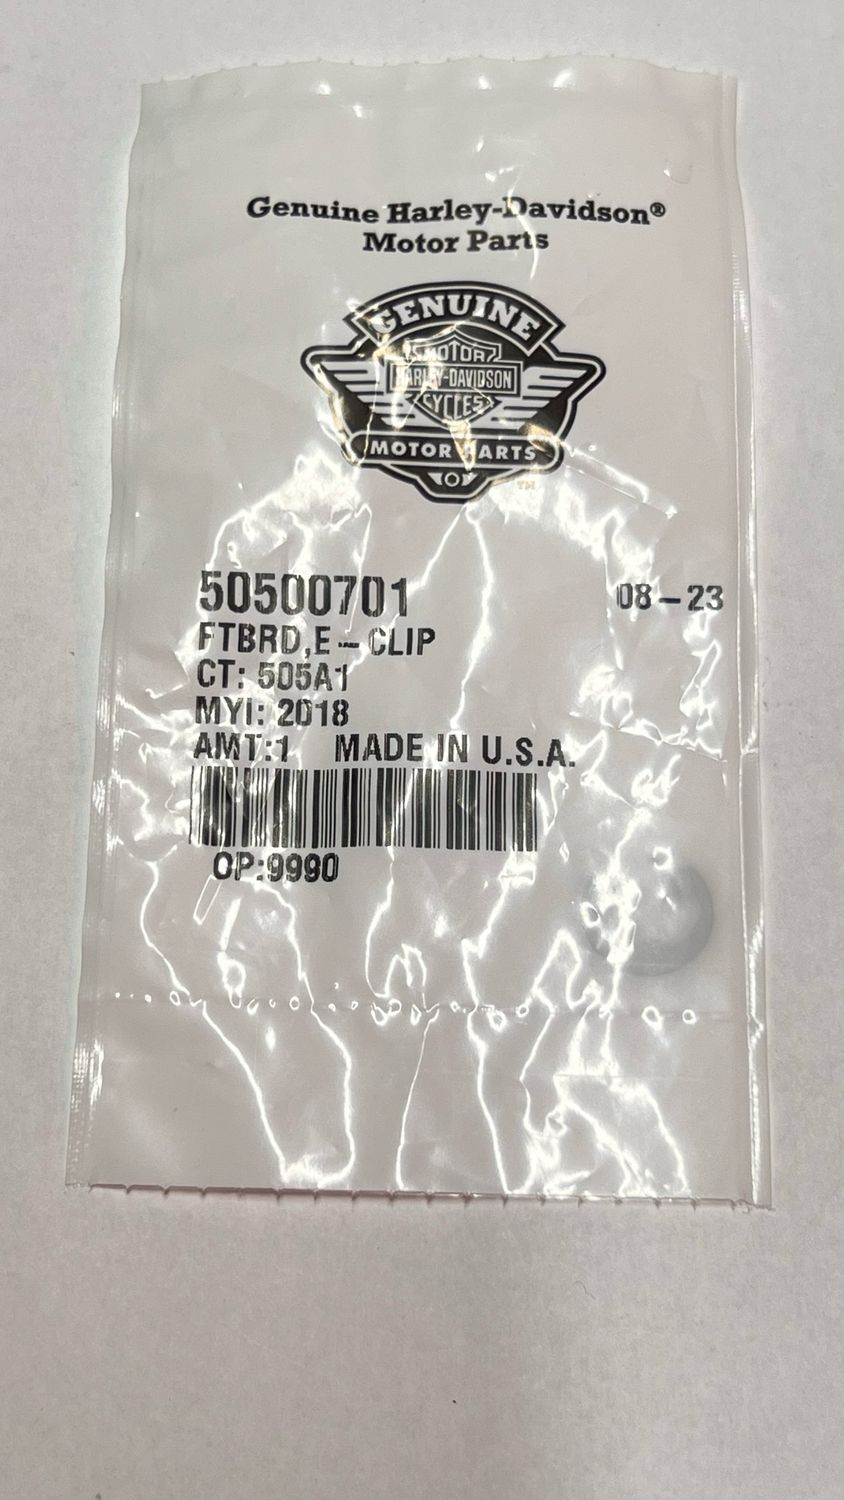 Genuine Harley-Davidson®
Motor Parts
GENUINE
MOTOR
HARLEY-DAVIDSON
CYCLES
MOTOR PARTS
TM
50500701 08-23
FTBRD,E-CLIP
CT: 505A1
MYI: 2018
AMT:1 MADE IN U.S.A.
OP:9990